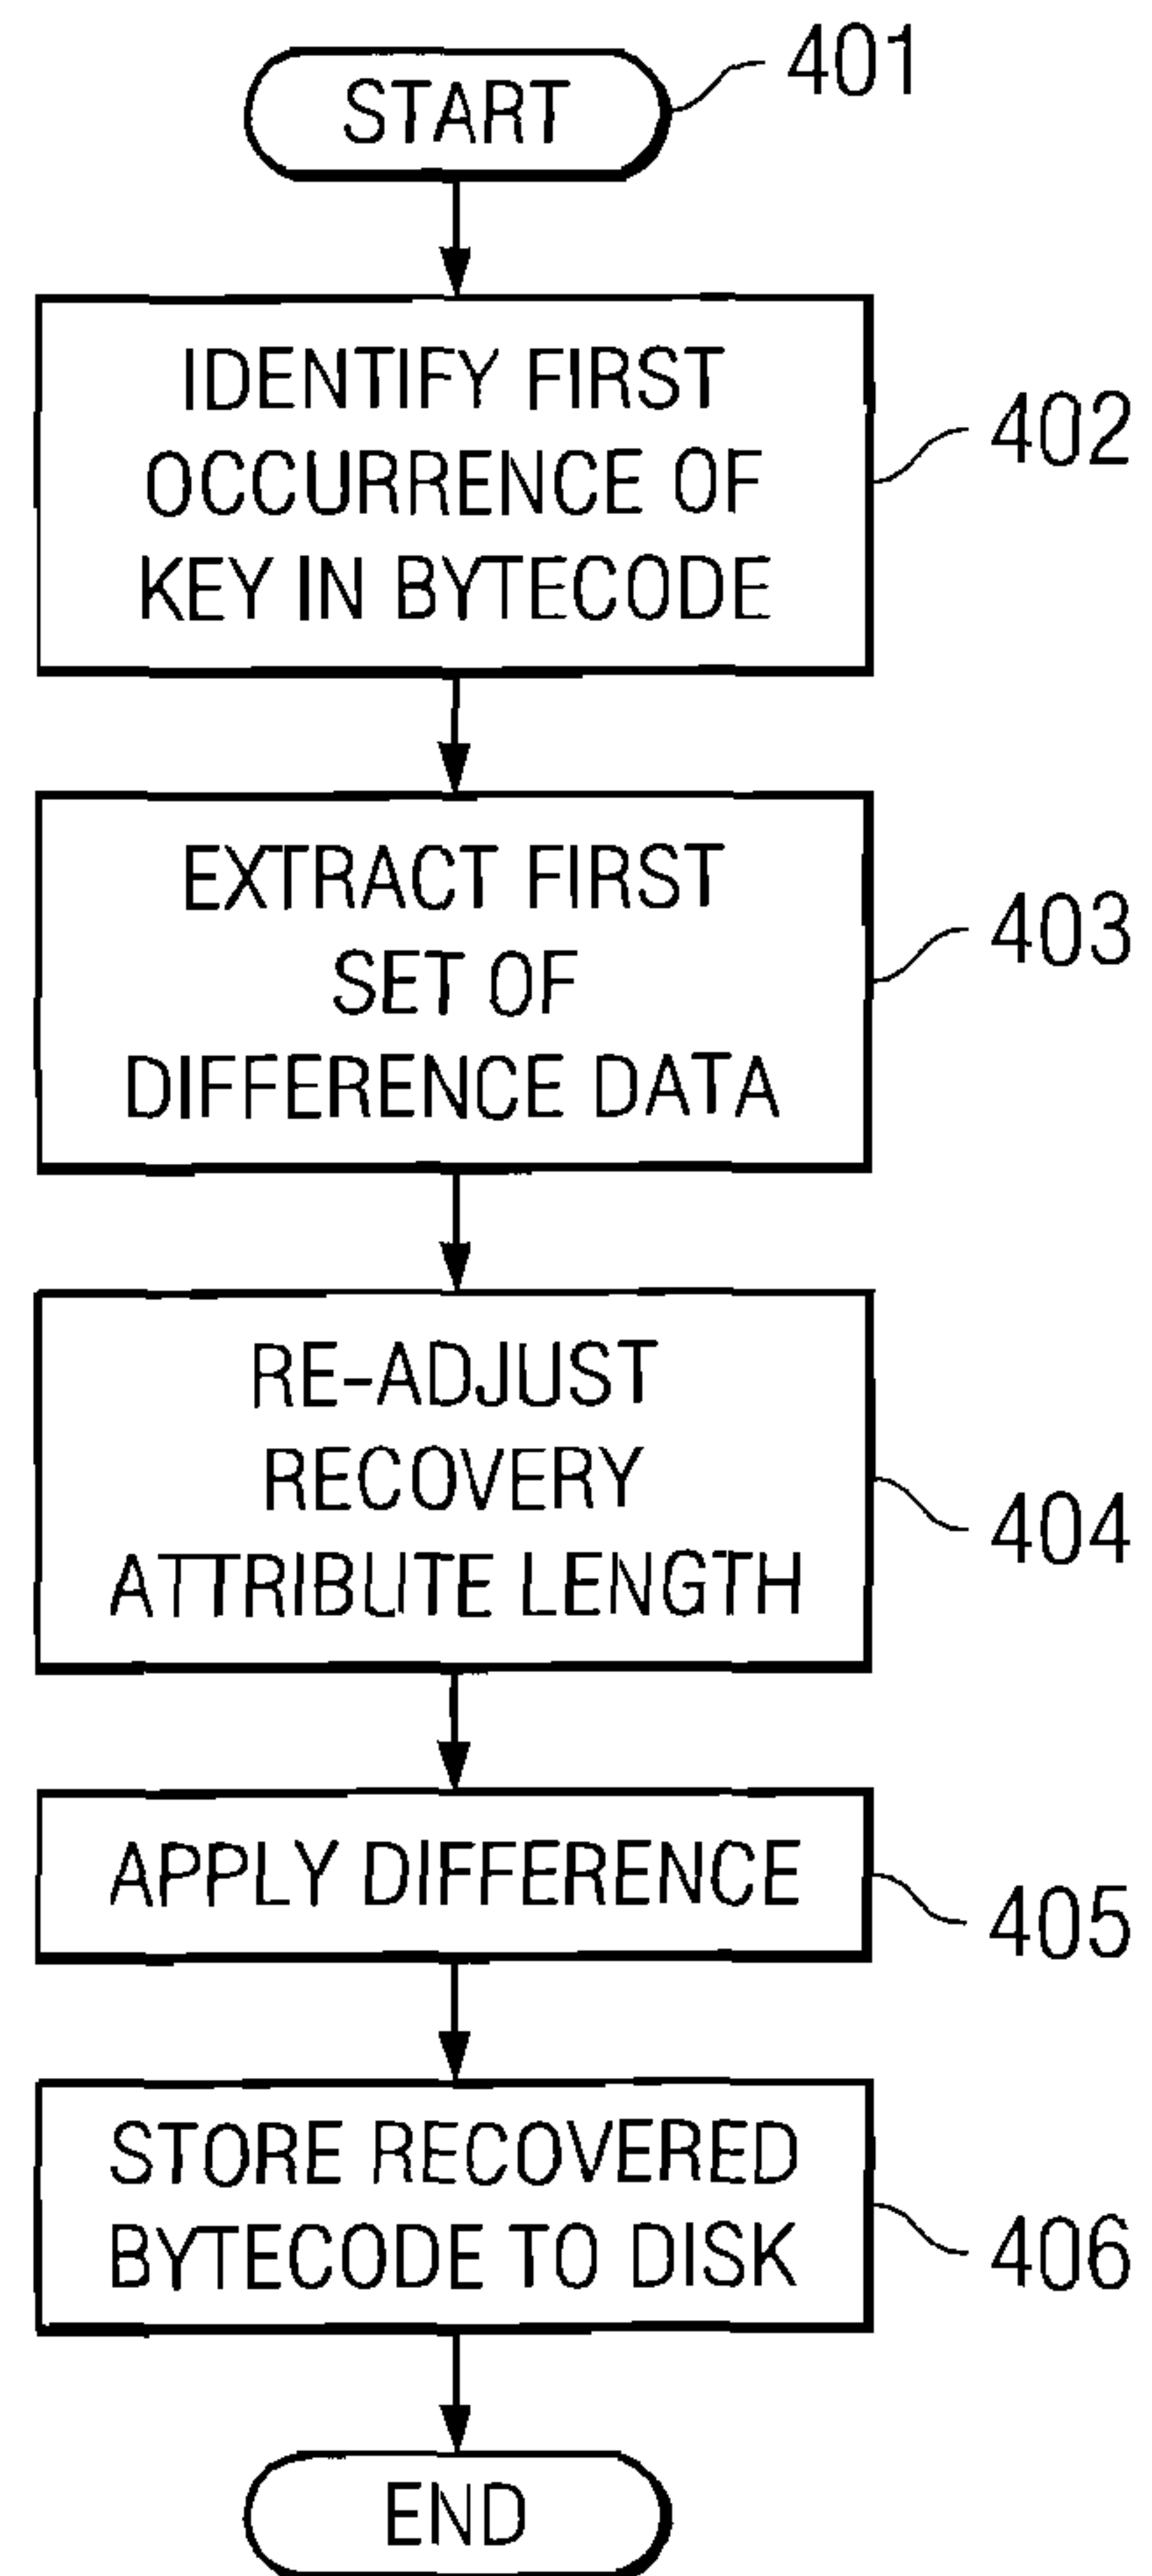 START
401
IDENTIFY FIRST
OCCURRENCE OF
KEY IN BYTECODE
402
EXTRACT FIRST
SET OF
DIFFERENCE DATA
403
RE-ADJUST
RECOVERY
ATTRIBUTE LENGTH
404
APPLY DIFFERENCE
405
STORE RECOVERED
BYTECODE TO DISK
406
END